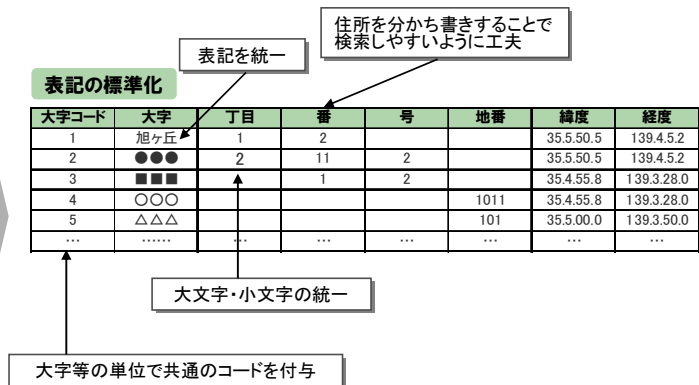 住所を分かち書きすることで
検索しやすいように工夫
表記を統一
表記の標準化
大字コード 大字 丁目 番 号 地番 緯度 経度
1 旭ヶ丘 1 2 35.5.50.5 139.4.5.2
2 ●●● 2 11 2 35.5.50.5 139.4.5.2
3 ■■■ 1 2 35.4.55.8 139.3.28.0
4 ○○○ 1011 35.4.55.8 139.3.28.0
5 △△△ 101 35.5.00.0 139.3.50.0
… …… … … … … … …
大文字・小文字の統一
大字等の単位で共通のコードを付与